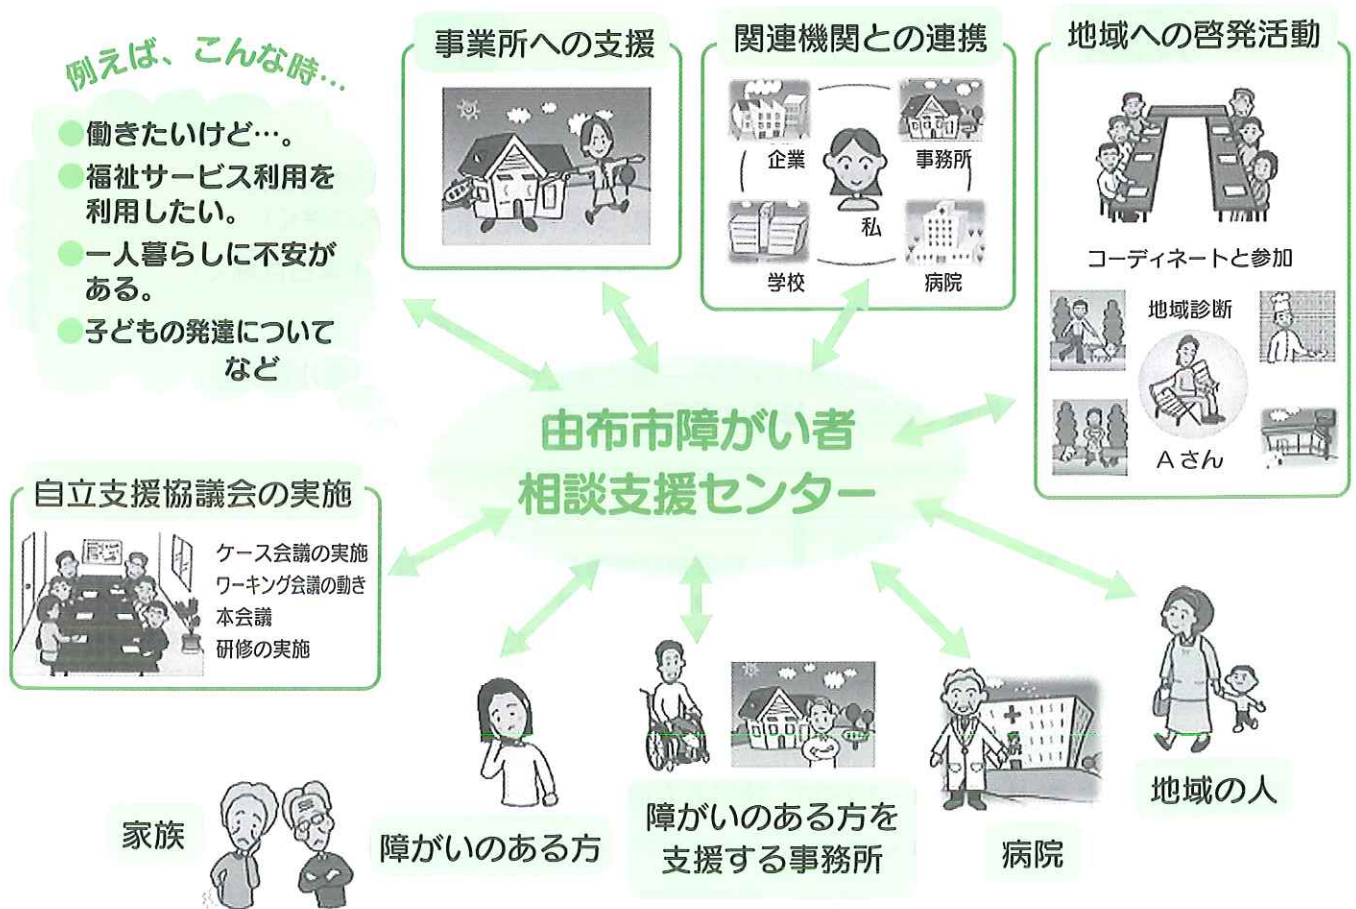 例えば、こんな時…
●働きたいけど…。
●福祉サービス利用を
利用したい。
●一人暮らしに不安が
ある。
●子どもの発達について
など
事業所への支援
関連機関との連携
企業
事務所
私
学校
病院
地域への啓発活動
コーディネートと参加
地域診断
Aさん
由布市障がい者
相談支援センター
自立支援協議会の実施
ケース会議の実施
ワーキング会議の動き
本会議
研修の実施
家族
障がいのある方
障がいのある方を
支援する事務所
病院
地域の人